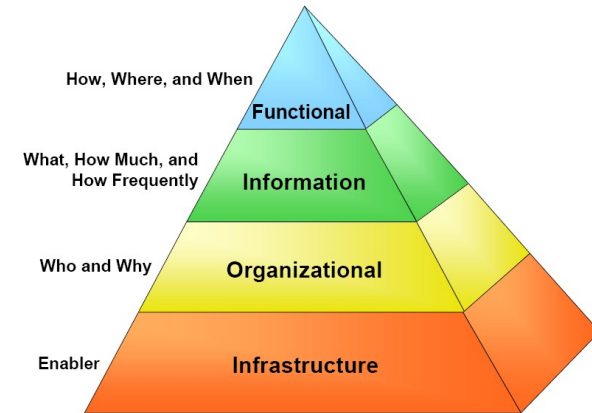 How, Where, and When
Functional
What, How Much, and
How Frequently
Information
Who and Why
Organizational
Enabler
Infrastructure